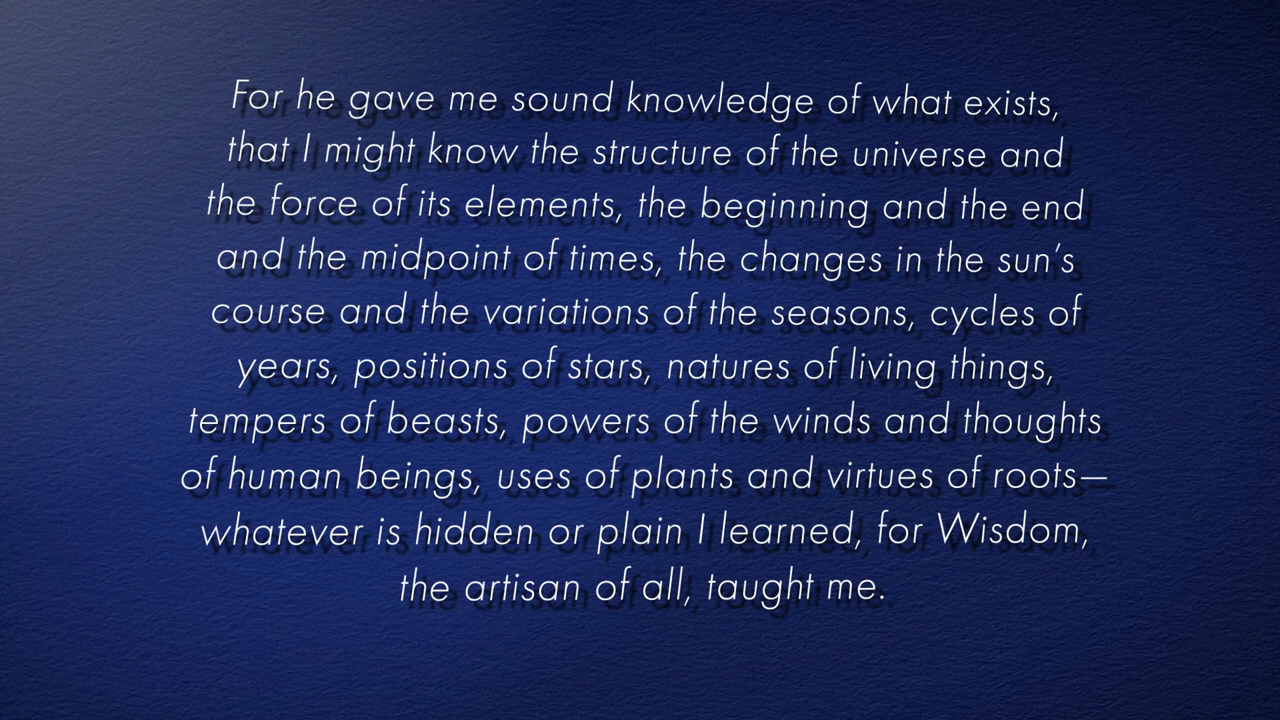 For he gave me sound knowledge of what exists,
that I might know the structure of the universe and
the force of its elements, the beginning and the end
and the midpoint of times, the changes in the sun’s
course and the variations of the seasons, cycles of
years, positions of stars, natures of living things,
tempers of beasts, powers of the winds and thoughts
of human beings, uses of plants and virtues of roots—
whatever is hidden or plain I learned, for Wisdom,
the artisan of all, taught me.